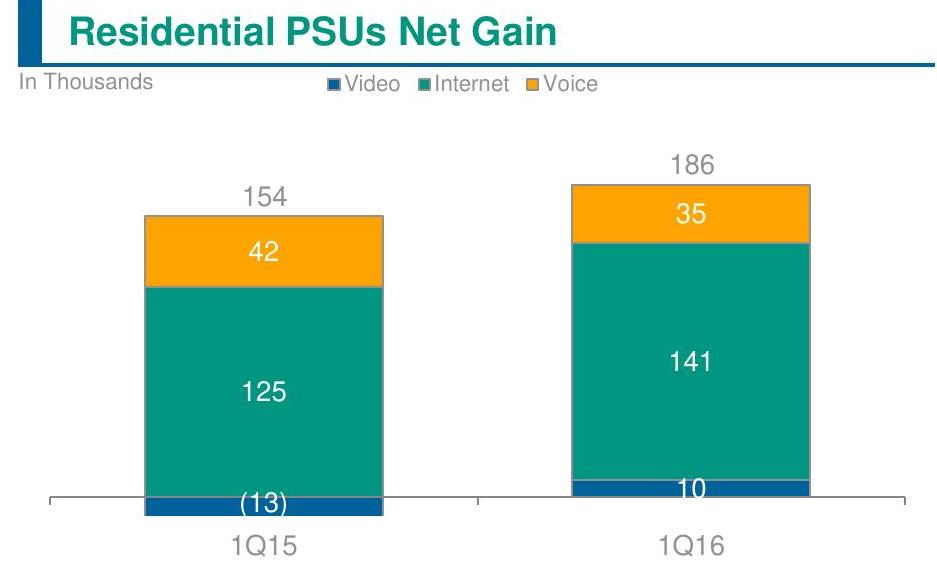 Residential PSUs Net Gain
In Thousands
Video Internet Voice
154
186
42
35
125
141
(13)
10
1Q15
1Q16